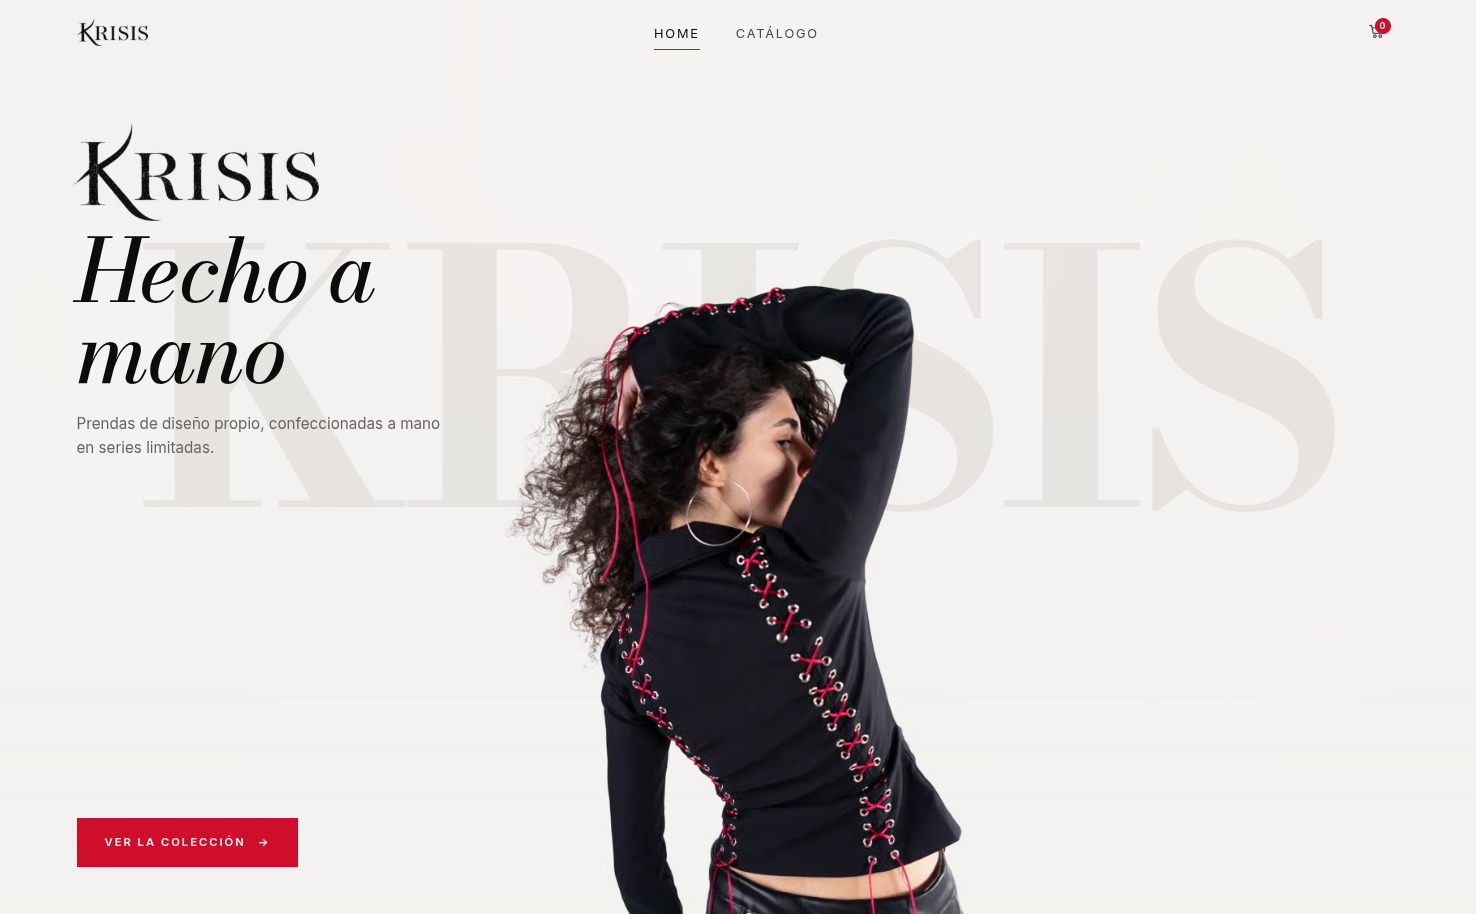 KRISIS
HOME
CATÁLOGO
0
KRISIS
Hecho a
mano
KRISIS
Prendas de diseño propio, confeccionadas a mano
en series limitadas.
VER LA COLECCIÓN →